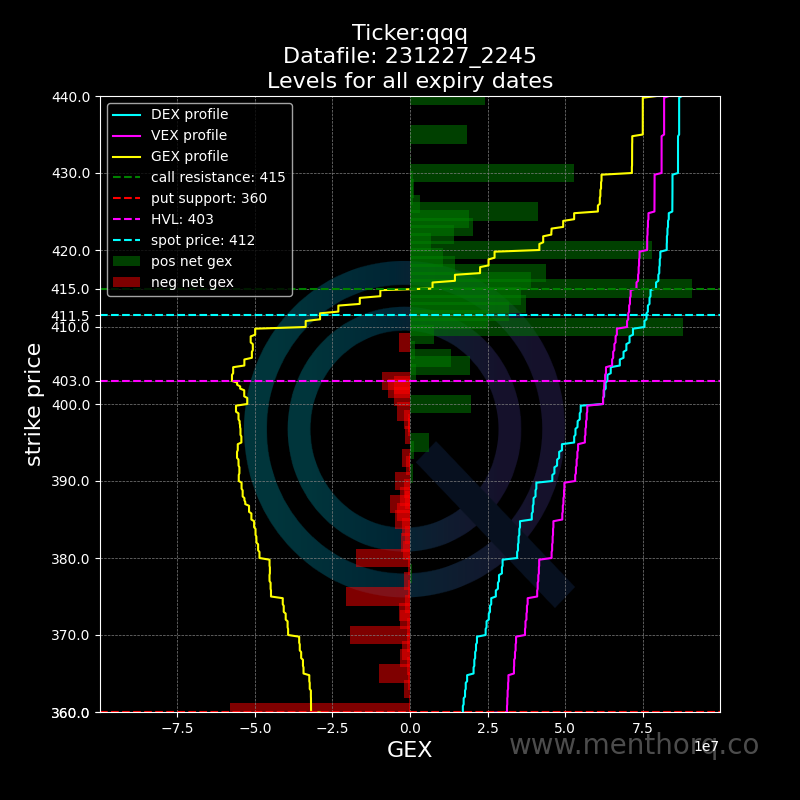 Ticker:qqq
Datafile: 231227_2245
Levels for all expiry dates
DEX profile
VEX profile
GEX profile
call resistance: 415
put support: 360
HVL: 403
spot price: 412
pos net gex
neg net gex
440.0
430.0
420.0
415.0
411.5
410.0
403.0
400.0
390.0
380.0
370.0
360.0
strike price
−7.5
−5.0
−2.5
0.0
2.5
5.0
7.5
1e7
GEX
www.menthorq.co